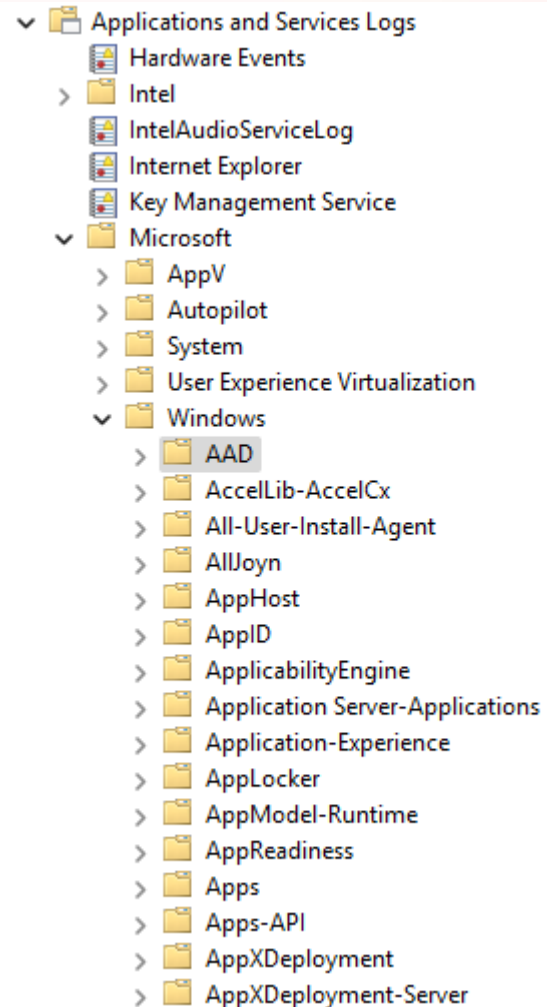 Applications and Services Logs
Hardware Events
Intel
IntelAudioServiceLog
Internet Explorer
Key Management Service
Microsoft
AppV
Autopilot
System
User Experience Virtualization
Windows
AAD
AccelLib-AccelCx
All-User-Install-Agent
AllJoyn
AppHost
AppID
ApplicabilityEngine
Application Server-Applications
Application-Experience
AppLocker
AppModel-Runtime
AppReadiness
Apps
Apps-API
AppXDeployment
AppXDeployment-Server